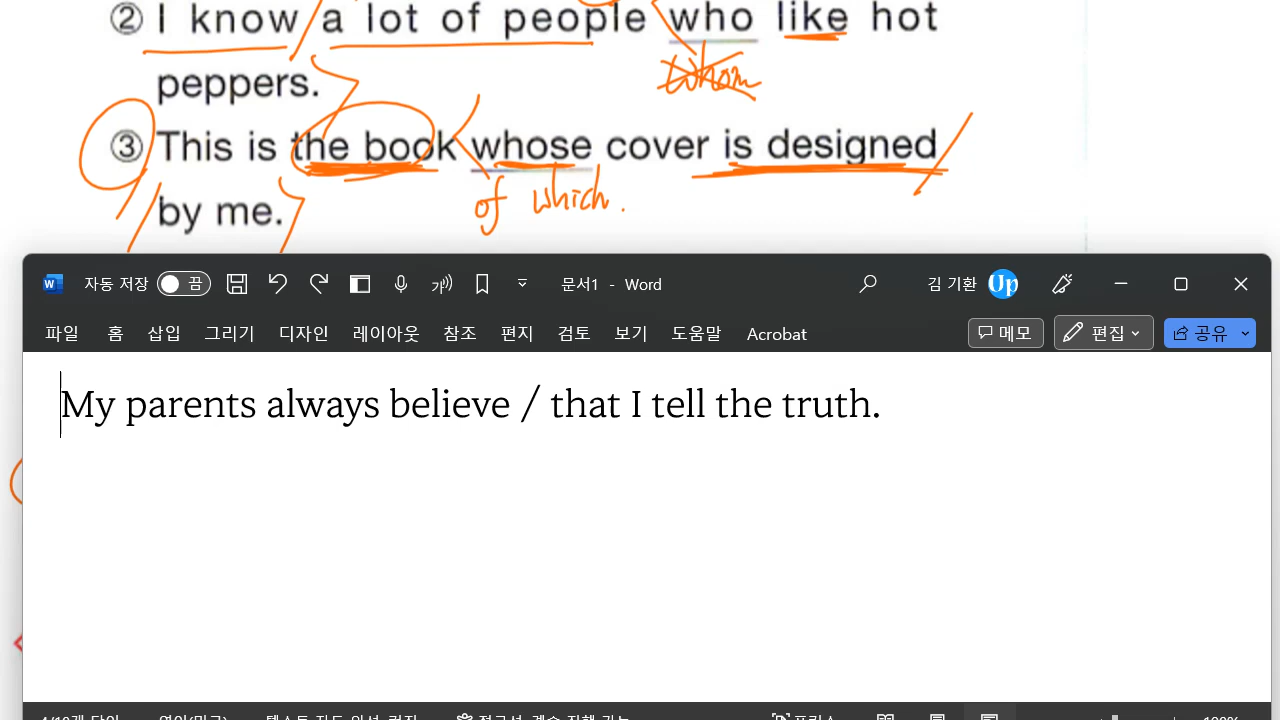 ② I know / a lot of people who like hot
whom
peppers.
③ This is the book whose cover is designed /
of which.
/ by me.
자동 저장 끔 가)) 문서1 - Word 김 기환 Up
파일 홈 삽입 그리기 디자인 레이아웃 참조 편지 검토 보기 도움말 Acrobat 메모 편집 공유
My parents always believe / that I tell the truth.